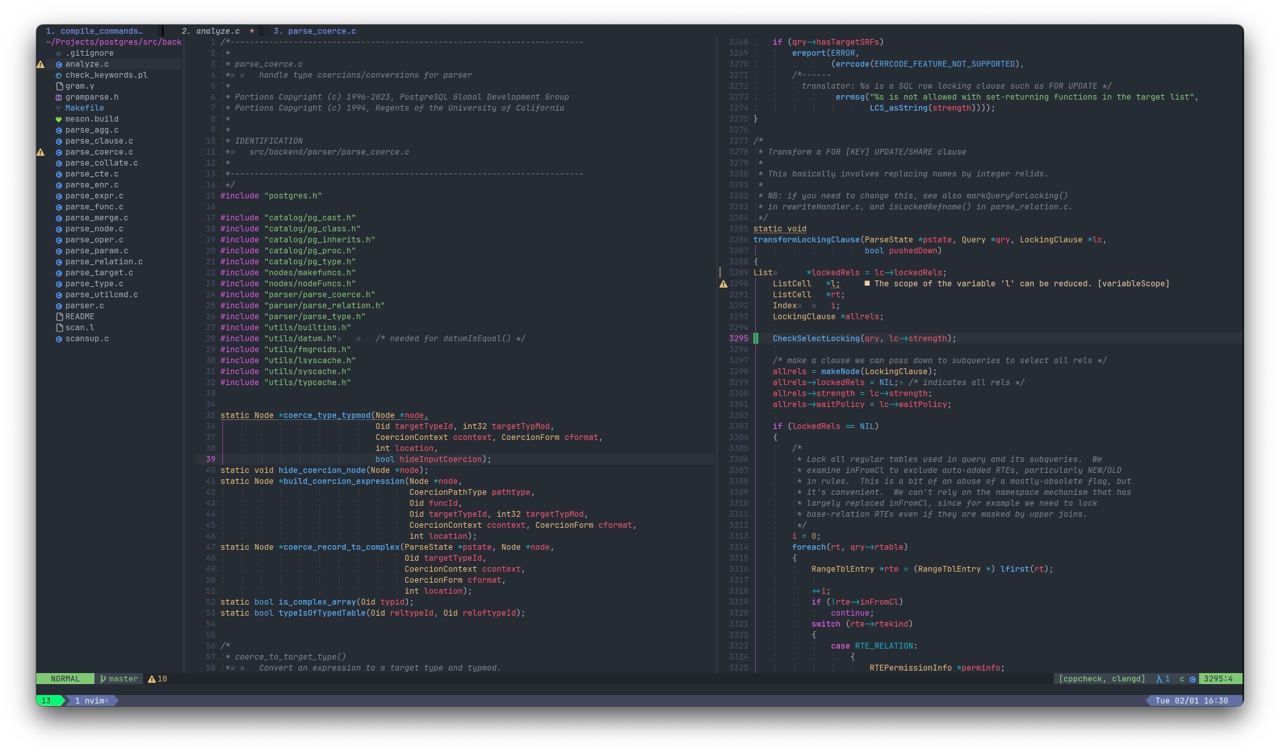 1. compile_commands… 2. analyze.c * 3. parse_coerce.c
~/Projects/postgres/src/back
.gitignore
analyze.c
check_keywords.pl
gram.y
gramparse.h
Makefile
meson.build
parse_agg.c
parse_clause.c
parse_coerce.c
parse_collate.c
parse_cte.c
parse_enr.c
parse_expr.c
parse_func.c
parse_merge.c
parse_node.c
parse_oper.c
parse_param.c
parse_relation.c
parse_target.c
parse_type.c
parse_utilcmd.c
parser.c
README
scan.l
scansup.c
1 /*-------------------------------------------------------------------------
2 *
3 * parse_coerce.c
4 *» » handle type coercions/conversions for parser
5 *
6 * Portions Copyright (c) 1996-2023, PostgreSQL Global Development Group
7 * Portions Copyright (c) 1994, Regents of the University of California
8 *
9 *
10 * IDENTIFICATION
11 *» src/backend/parser/parse_coerce.c
12 *
13 *-------------------------------------------------------------------------
14 */
15 #include "postgres.h"
16
17 #include "catalog/pg_cast.h"
18 #include "catalog/pg_class.h"
19 #include "catalog/pg_inherits.h"
20 #include "catalog/pg_proc.h"
21 #include "catalog/pg_type.h"
22 #include "nodes/makefuncs.h"
23 #include "nodes/nodeFuncs.h"
24 #include "parser/parse_coerce.h"
25 #include "parser/parse_relation.h"
26 #include "parser/parse_type.h"
27 #include "utils/builtins.h"
28 #include "utils/datum.h"» » /* needed for datumIsEqual() */
29 #include "utils/fmgroids.h"
30 #include "utils/lsyscache.h"
31 #include "utils/syscache.h"
32 #include "utils/typcache.h"
33
34
35 static Node *coerce_type_typmod(Node *node,
36 Oid targetTypeId, int32 targetTypMod,
37 CoercionContext ccontext, CoercionForm cformat,
38 int location,
39 bool hideInputCoercion);
40 static void hide_coercion_node(Node *node);
41 static Node *build_coercion_expression(Node *node,
42 CoercionPathType pathtype,
43 Oid funcId,
44 Oid targetTypeId, int32 targetTypMod,
45 CoercionContext ccontext, CoercionForm cformat,
46 int location);
47 static Node *coerce_record_to_complex(ParseState *pstate, Node *node,
48 Oid targetTypeId,
49 CoercionContext ccontext,
50 CoercionForm cformat,
51 int location);
52 static bool is_complex_array(Oid typid);
53 static bool typeIsOfTypedTable(Oid reltypeId, Oid reloftypeId);
54
55
56 /*
57 * coerce_to_target_type()
58 *» » Convert an expression to a target type and typmod.
3268 if (qry->hasTargetSRFs)
3269 ereport(ERROR,
3270 (errcode(ERRCODE_FEATURE_NOT_SUPPORTED),
3271 /*------
3272 translator: %s is a SQL row locking clause such as FOR UPDATE */
3273 errmsg("%s is not allowed with set-returning functions in the target list",
3274 LCS_asString(strength))));
3275 }
3276
3277 /*
3278 * Transform a FOR [KEY] UPDATE/SHARE clause
3279 *
3280 * This basically involves replacing names by integer relids.
3281 *
3282 * NB: if you need to change this, see also markQueryForLocking()
3283 * in rewriteHandler.c, and isLockedRefname() in parse_relation.c.
3284 */
3285 static void
3286 transformLockingClause(ParseState *pstate, Query *qry, LockingClause *lc,
3287 bool pushedDown)
3288 {
3289 List» *lockedRels = lc->lockedRels;
3290 ListCell *l; ■ The scope of the variable 'l' can be reduced. [variableScope]
3291 ListCell *rt;
3292 Index» » i;
3293 LockingClause *allrels;
3294
3295 CheckSelectLocking(qry, lc->strength);
3296
3297 /* make a clause we can pass down to subqueries to select all rels */
3298 allrels = makeNode(LockingClause);
3299 allrels->lockedRels = NIL;» /* indicates all rels */
3300 allrels->strength = lc->strength;
3301 allrels->waitPolicy = lc->waitPolicy;
3302
3303 if (lockedRels == NIL)
3304 {
3305 /*
3306 * Lock all regular tables used in query and its subqueries. We
3307 * examine inFromCl to exclude auto-added RTEs, particularly NEW/OLD
3308 * in rules. This is a bit of an abuse of a mostly-obsolete flag, but
3309 * it's convenient. We can't rely on the namespace mechanism that has
3310 * largely replaced inFromCl, since for example we need to lock
3311 * base-relation RTEs even if they are masked by upper joins.
3312 */
3313 i = 0;
3314 foreach(rt, qry->rtable)
3315 {
3316 RangeTblEntry *rte = (RangeTblEntry *) lfirst(rt);
3317
3318 ++i;
3319 if (!rte->inFromCl)
3320 continue;
3321 switch (rte->rtekind)
3322 {
3323 case RTE_RELATION:
3324 {
3325 RTEPermissionInfo *perminfo;
NORMAL master 10 [cppcheck, clangd] λ 1 c 3295:4
13 1 nvim* Tue 02/01 16:30